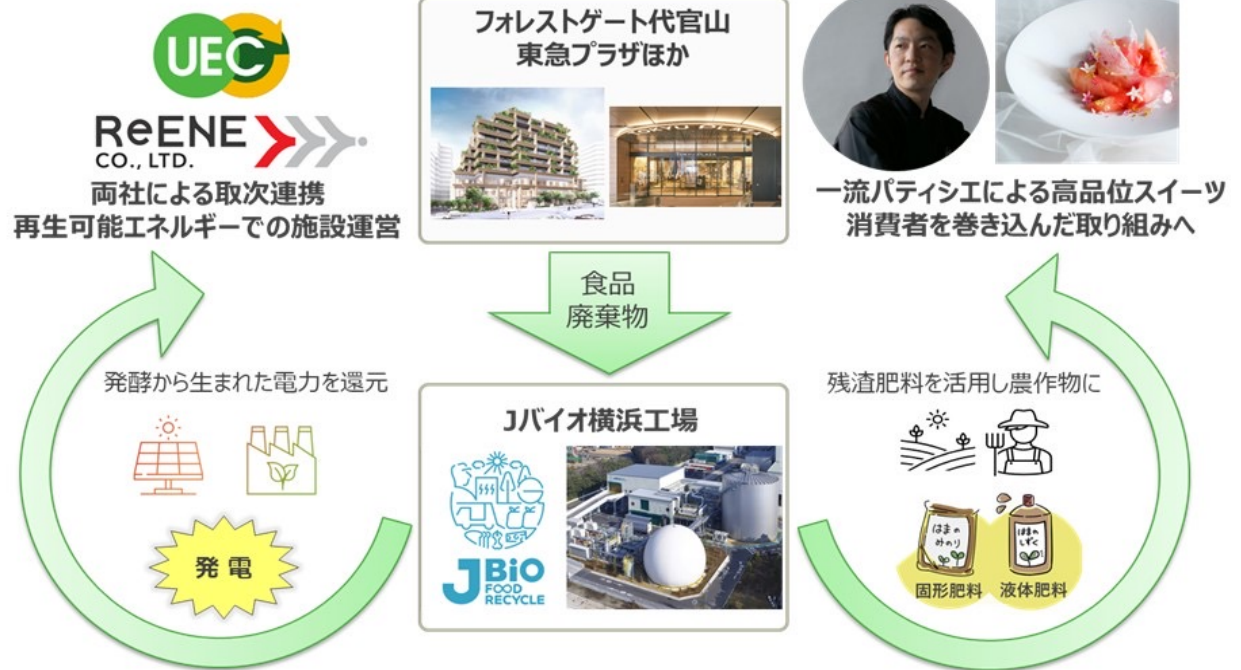 UEC
ReENE
CO., LTD.
両社による取次連携
再生可能エネルギーでの施設運営
フォレストゲート代官山
東急プラザほか
TOKYU PLAZA
一流パティシエによる高品位スイーツ
消費者を巻き込んだ取り組みへ
食品
廃棄物
発酵から生まれた電力を還元
発電
Jバイオ横浜工場
JBiO
FOOD
RECYCLE
残渣肥料を活用し農作物に
はまの
みのり
はまの
しずく
固形肥料
液体肥料